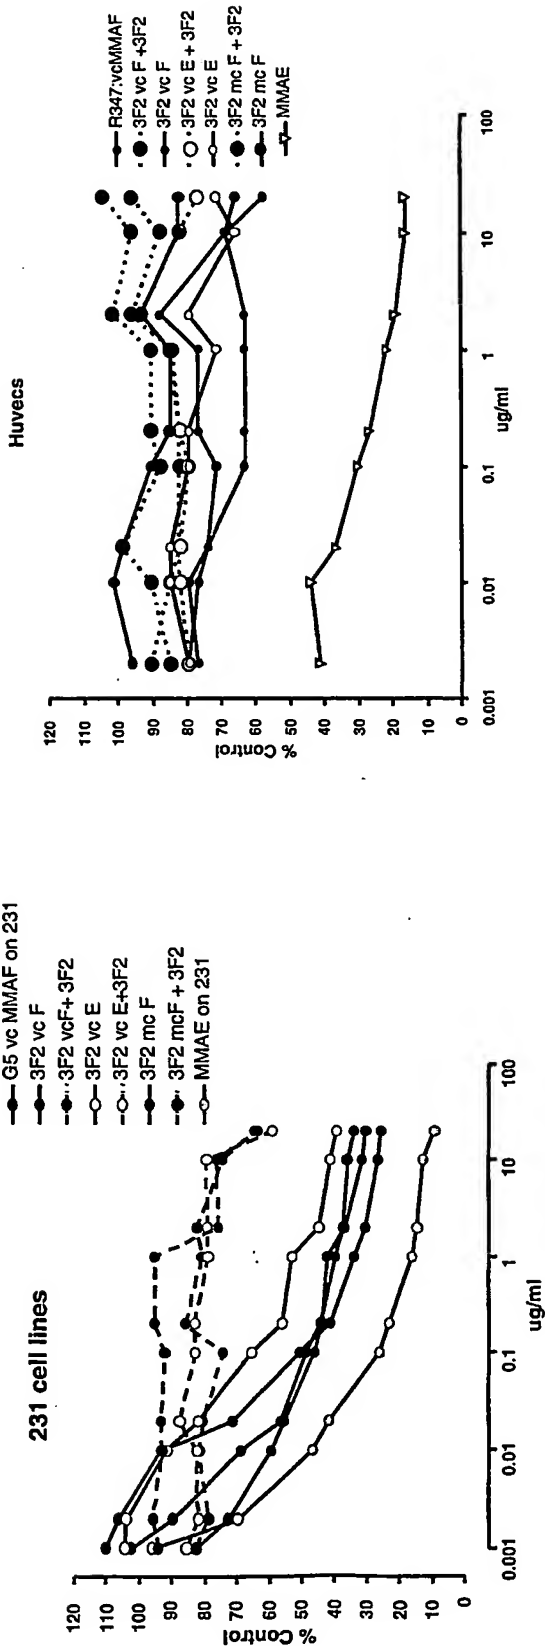 231 cell lines
G5 vc MMAF on 231
3F2 vc F
3F2 vcF+ 3F2
3F2 vc E
3F2 vc E+3F2
3F2 mc F
3F2 mcF + 3F2
MMAE on 231
% Control
120
110
100
90
80
70
60
50
40
30
20
10
0
0.001
0.01
0.1
1
10
100
ug/ml
Huvecs
R347:vcMMAF
3F2 vc F +3F2
3F2 vc F
3F2 vc E + 3F2
3F2 vc E
3F2 mc F + 3F2
3F2 mc F
MMAE
% Control
120
110
100
90
80
70
60
50
40
30
20
10
0
0.001
0.01
0.1
1
10
100
ug/ml